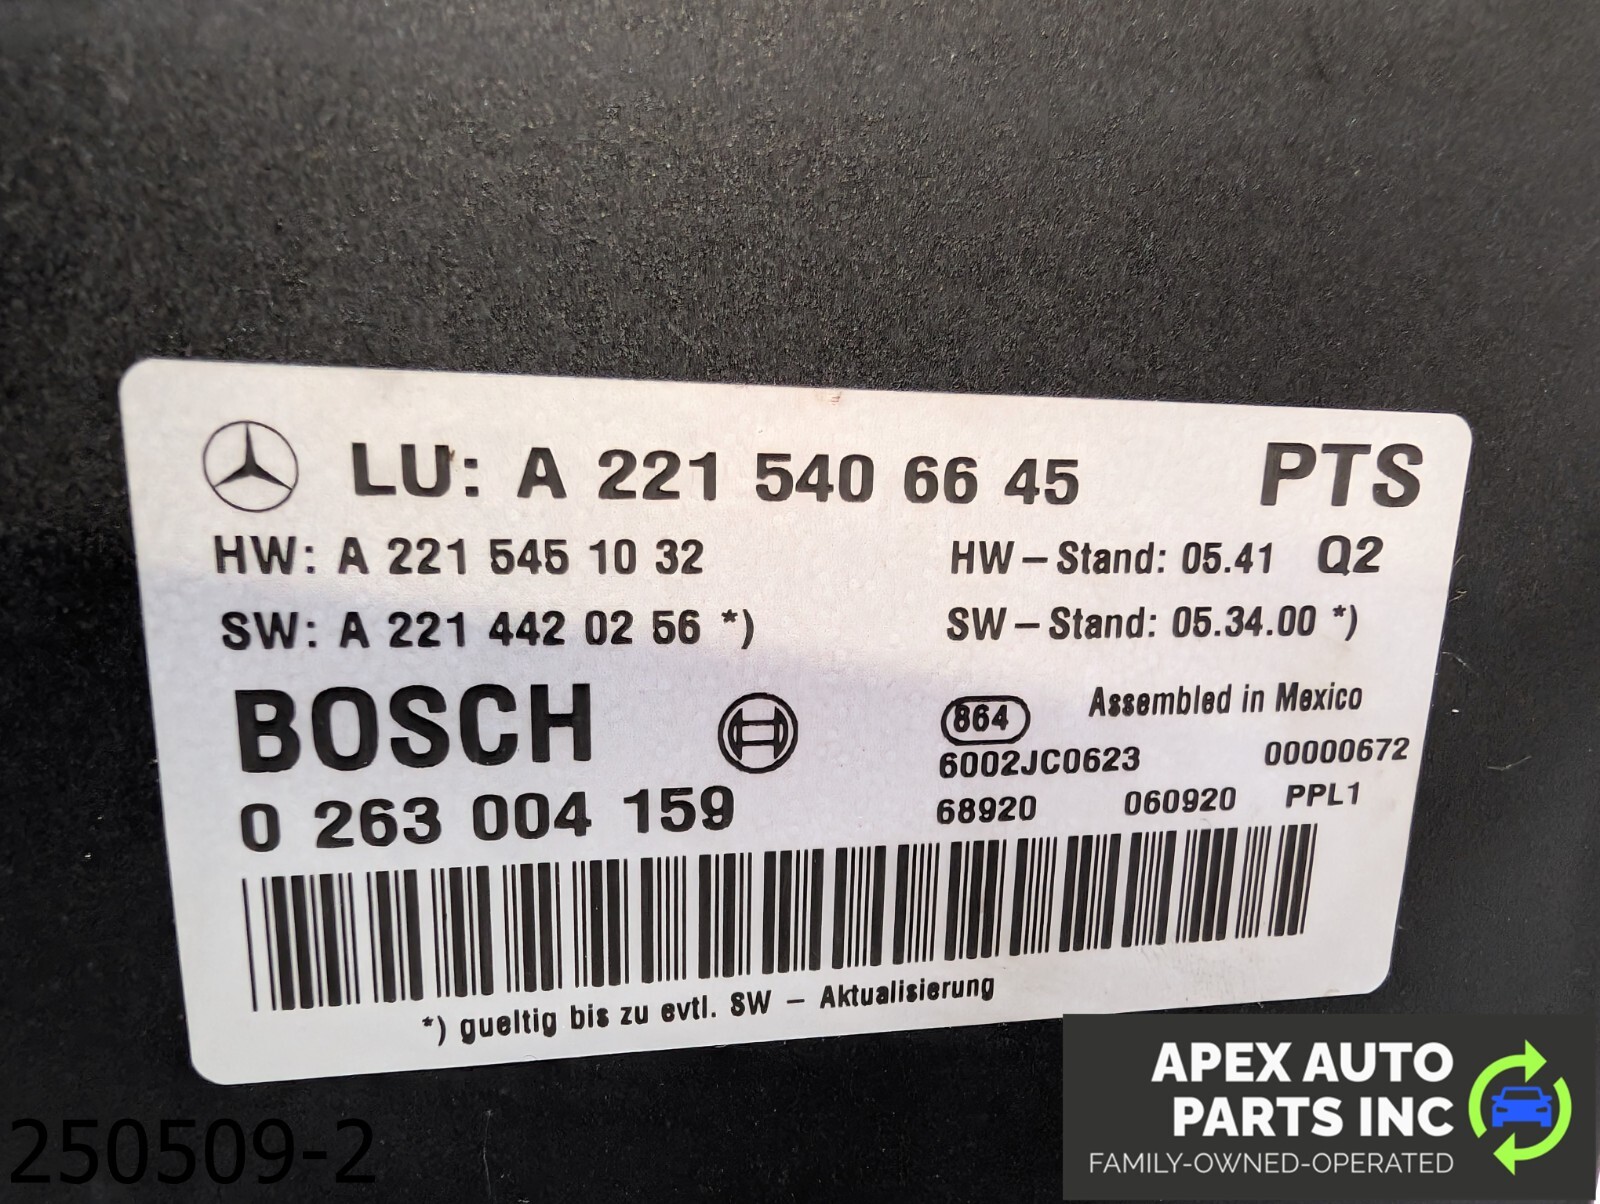 LU: A 221 540 66 45 PTS
HW: A 221 545 10 32 HW – Stand: 05.41 Q2
SW: A 221 442 02 56 *) SW – Stand: 05.34.00 *)
BOSCH 864 Assembled in Mexico
6002JC0623 00000672
0 263 004 159 68920 060920 PPL1
*) gueltig bis zu evtl. SW – Aktualisierung
250509-2
APEX AUTO
PARTS INC
FAMILY-OWNED-OPERATED